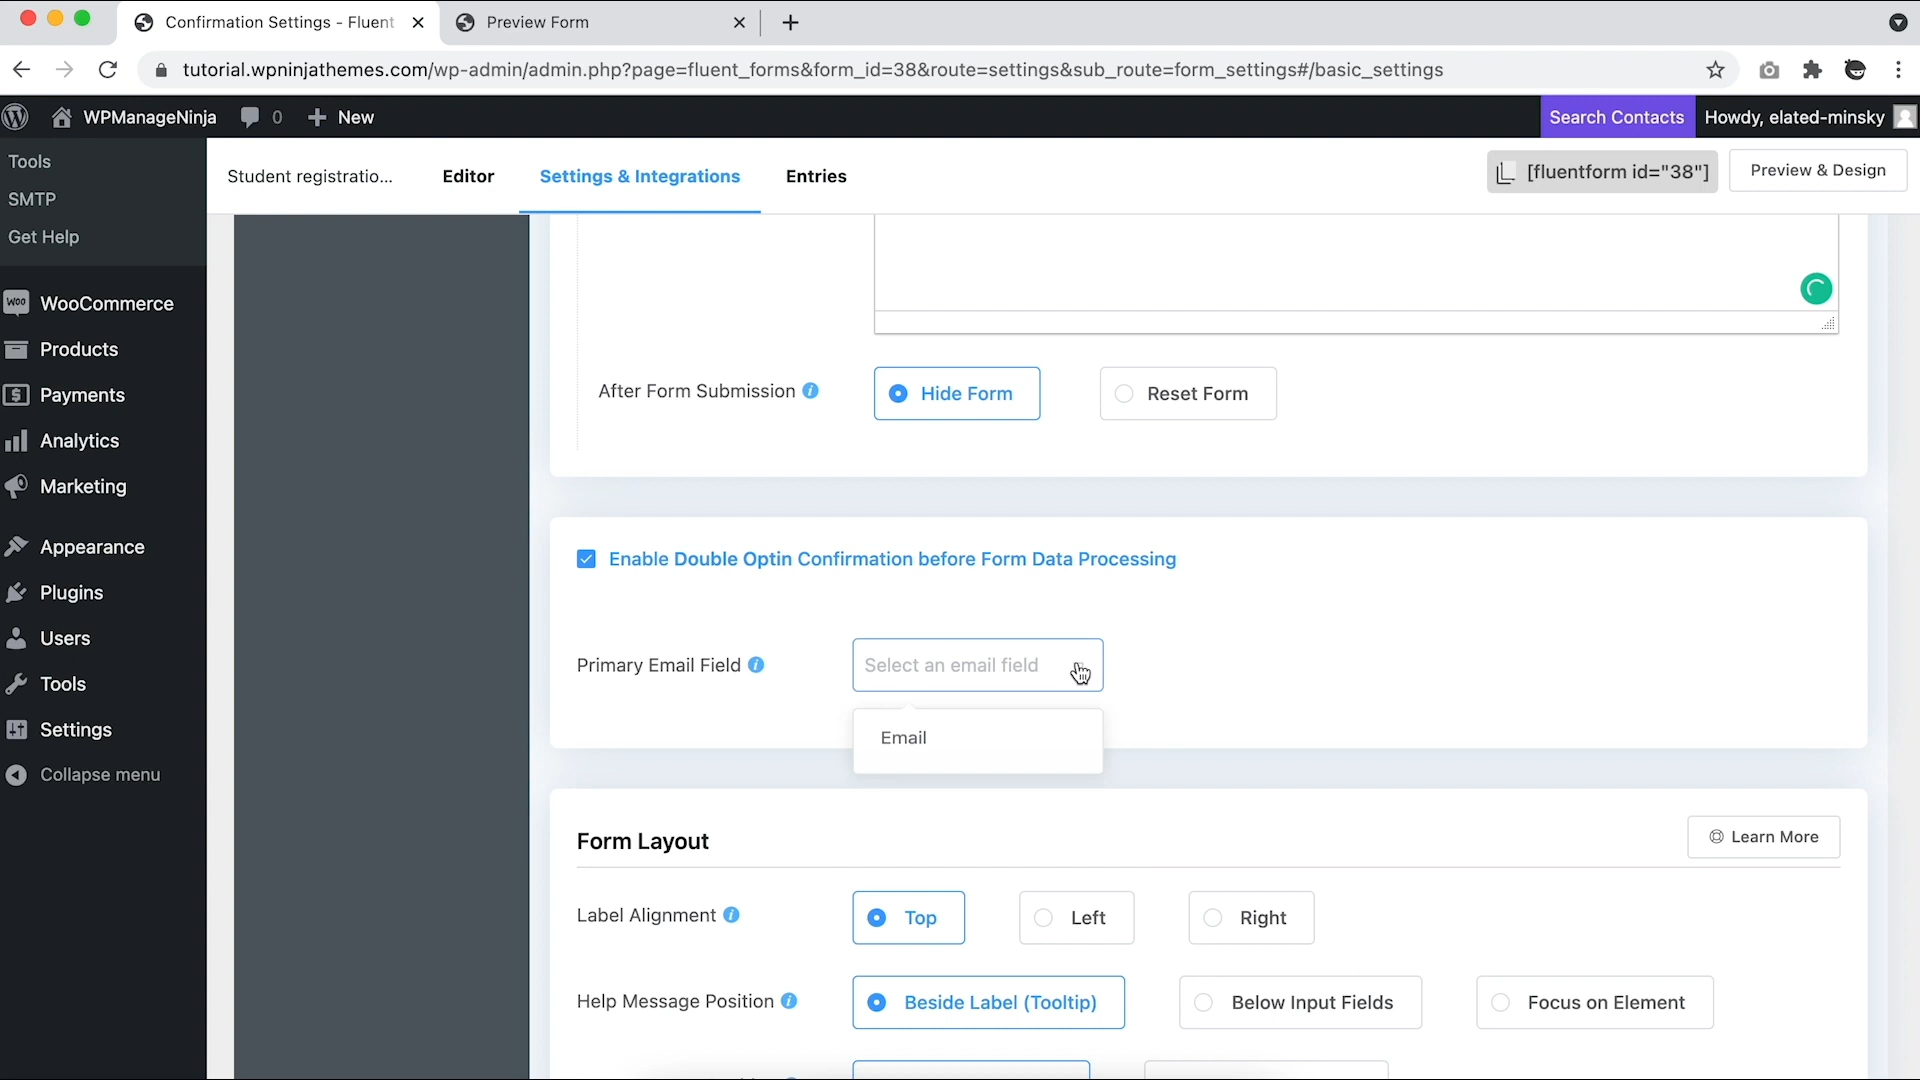 Confirmation Settings - Fluent
Preview Form
tutorial.wpninjathemes.com/wp-admin/admin.php?page=fluent_forms&form_id=38&route=settings&sub_route=form_settings#/basic_settings
WPManageNinja
0
New
Search Contacts
Howdy, elated-minsky
Tools
SMTP
Get Help
WOO
WooCommerce
Products
Payments
Analytics
Marketing
Appearance
Plugins
Users
Tools
Settings
Collapse menu
Student registratio...
Editor
Settings & Integrations
Entries
[fluentform id="38"]
Preview & Design
After Form Submission
Hide Form
Reset Form
Enable Double Optin Confirmation before Form Data Processing
Primary Email Field
Select an email field
Email
Form Layout
Learn More
Label Alignment
Top
Left
Right
Help Message Position
Beside Label (Tooltip)
Below Input Fields
Focus on Element